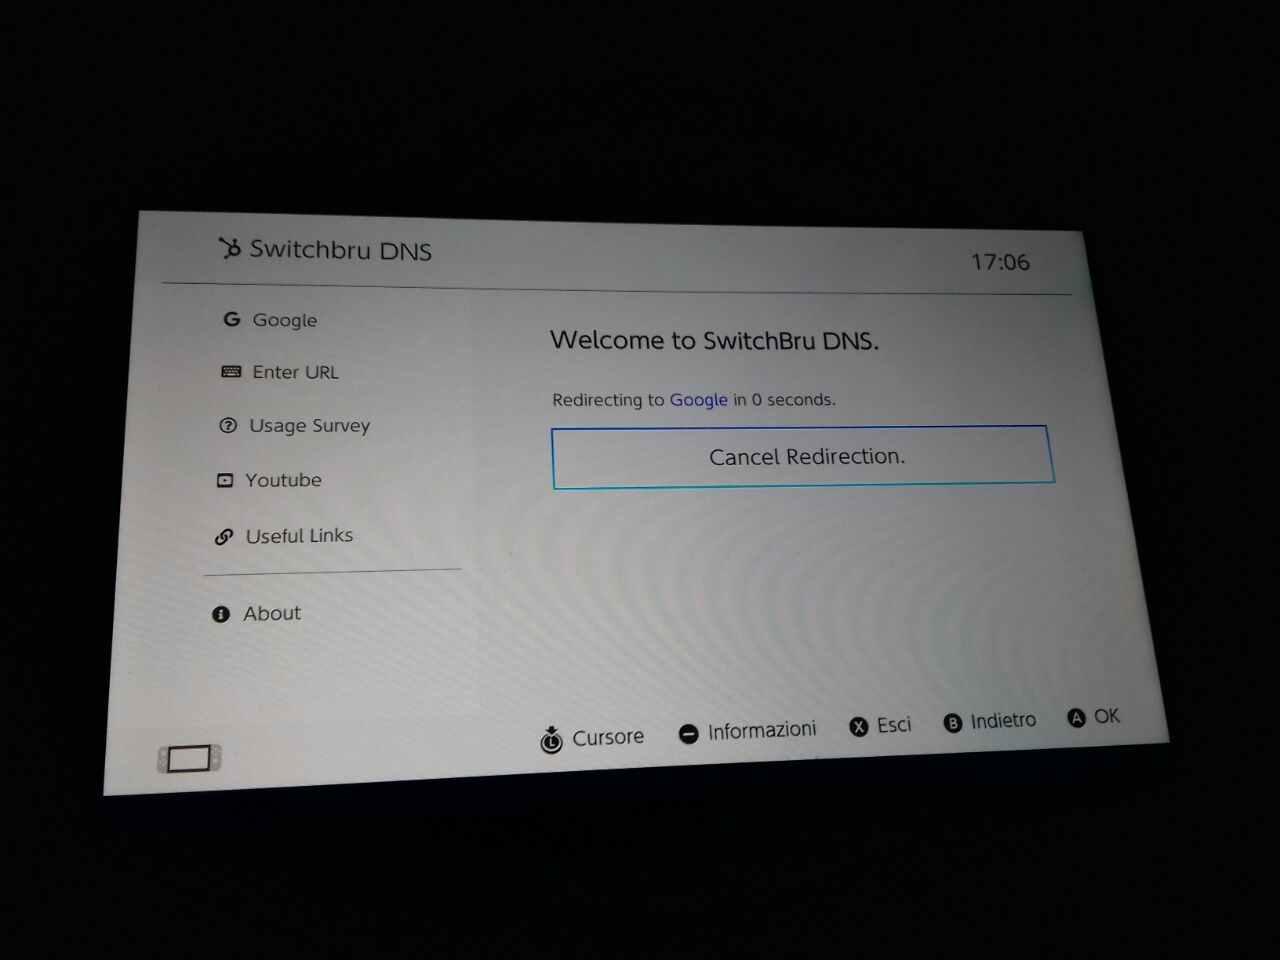 Switchbru DNS
17:06
Google
Enter URL
Usage Survey
Youtube
Useful Links
About
Welcome to SwitchBru DNS.
Redirecting to Google in 0 seconds.
Cancel Redirection.
L Cursore
Informazioni
X Esci
B Indietro
A OK